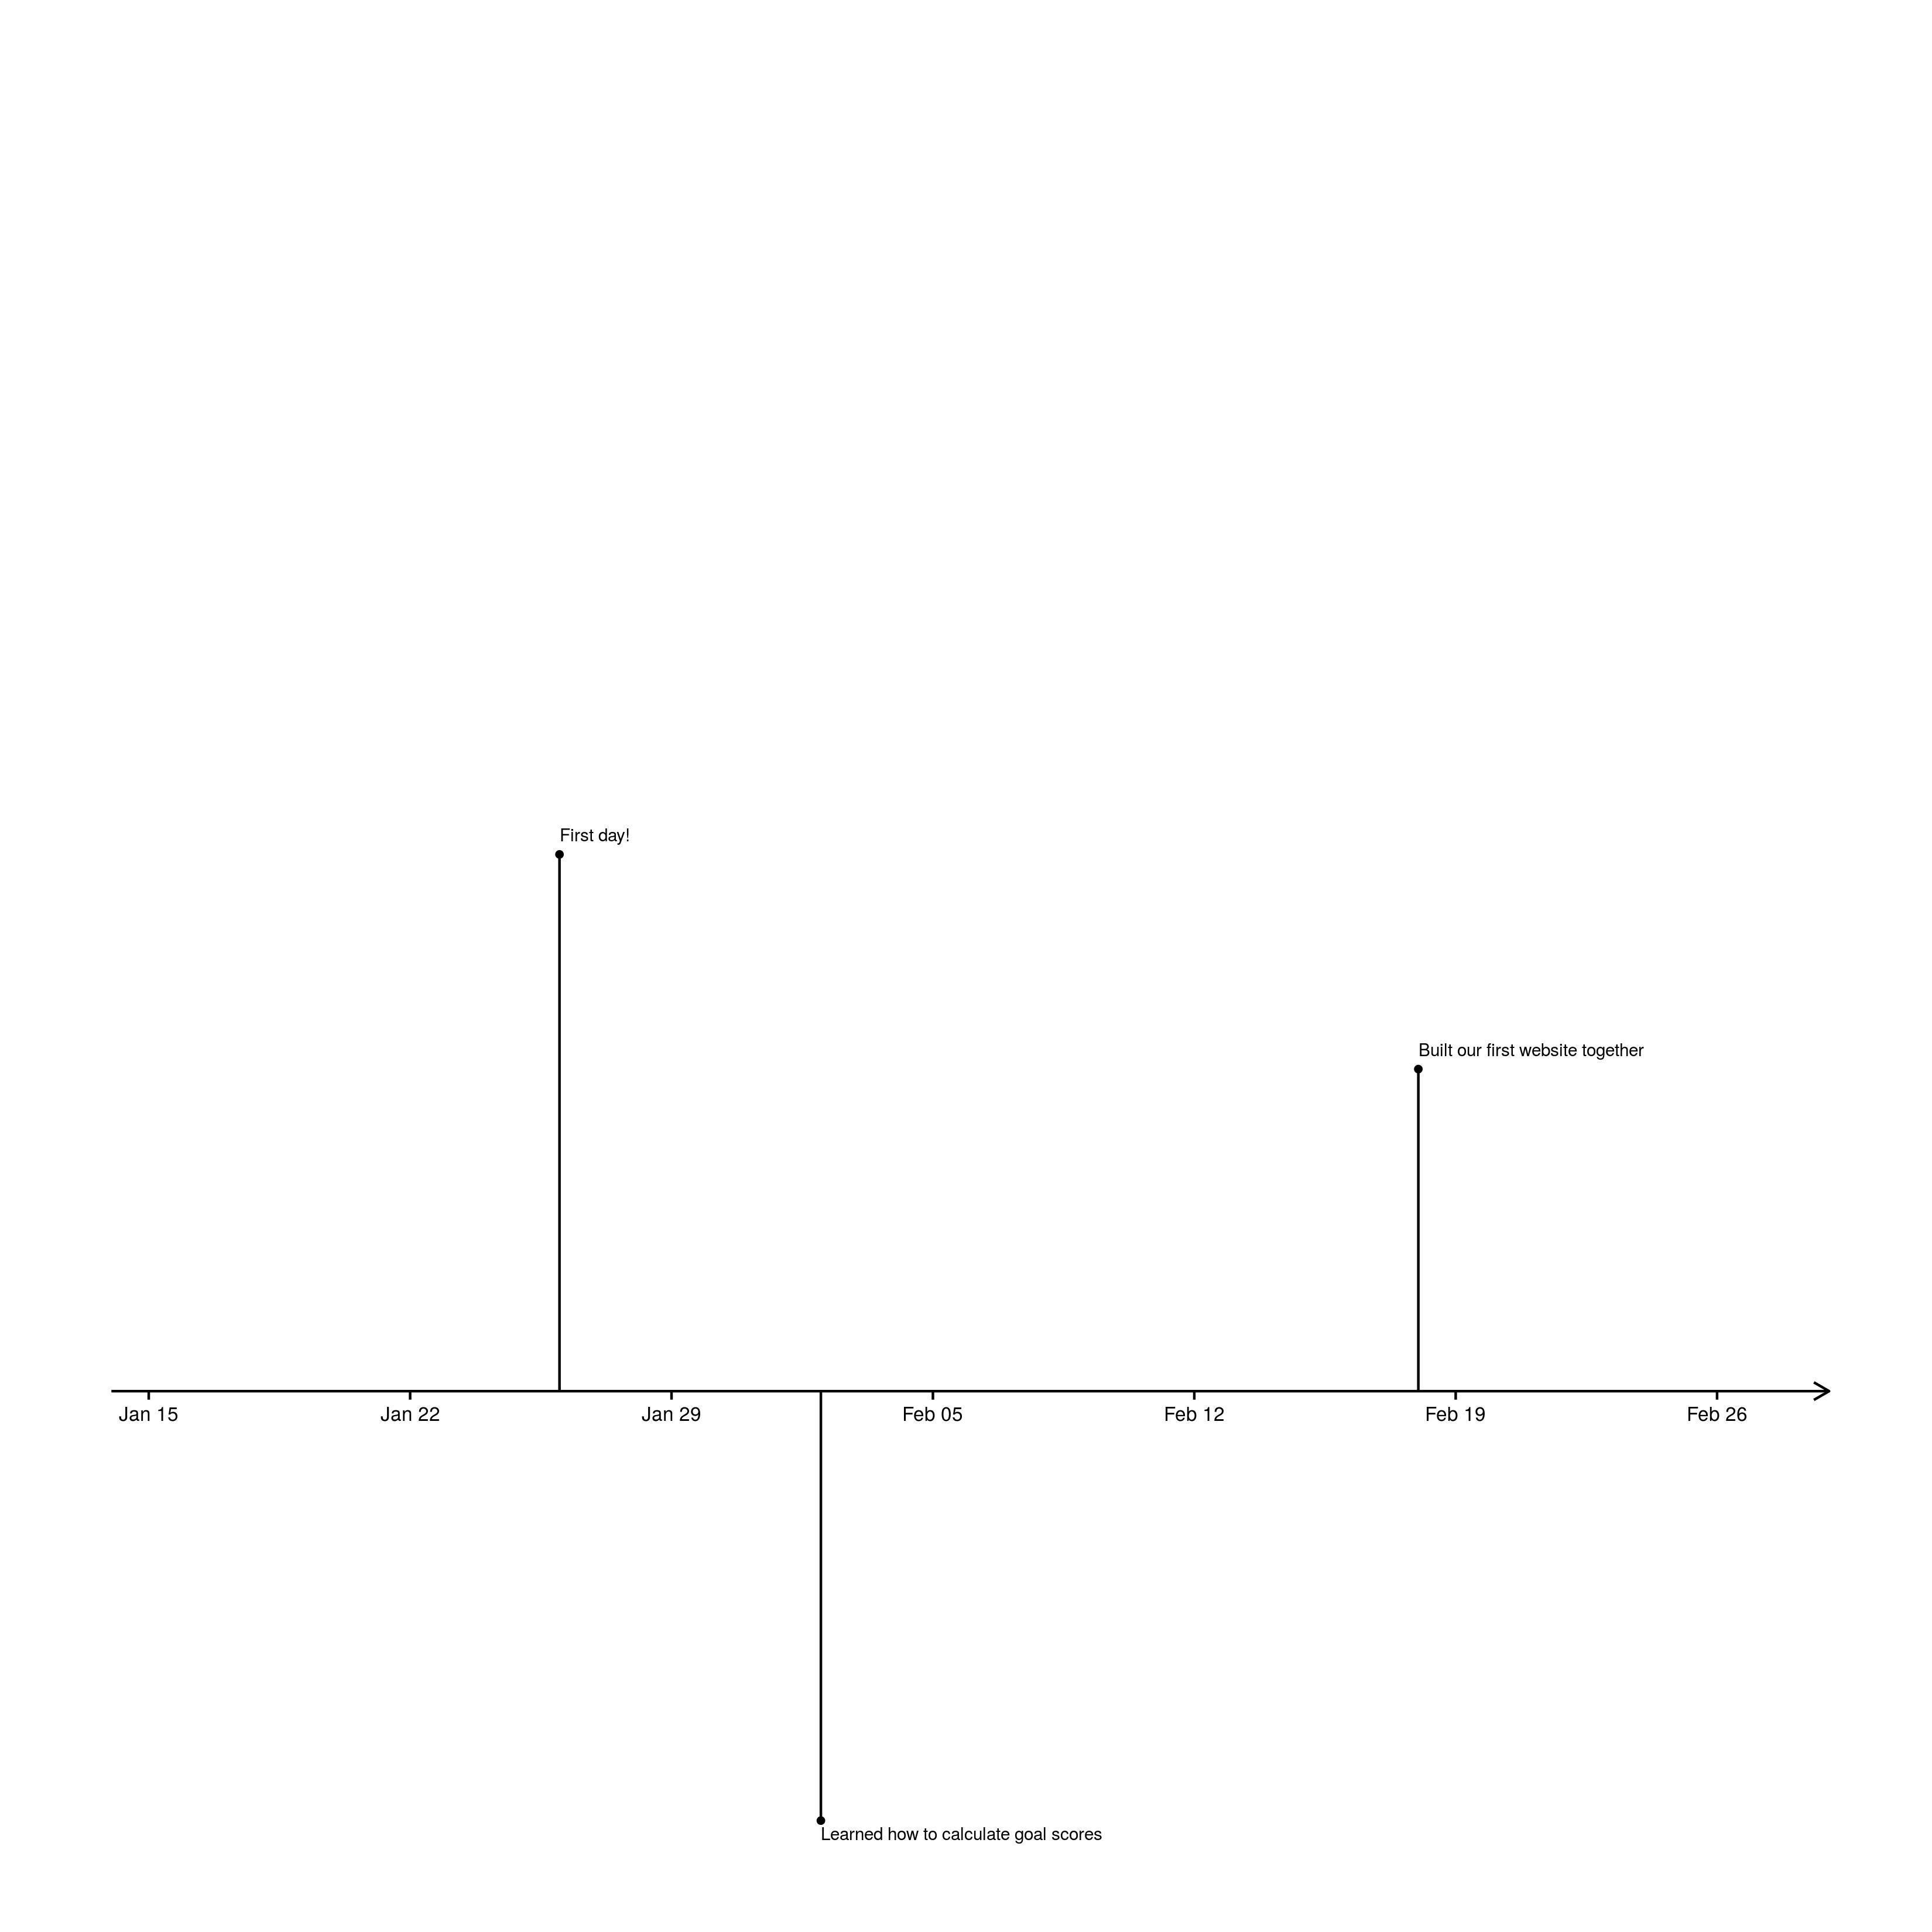 First day!
Built our first website together
Jan 15 Jan 22 Jan 29 Feb 05 Feb 12 Feb 19 Feb 26
Learned how to calculate goal scores